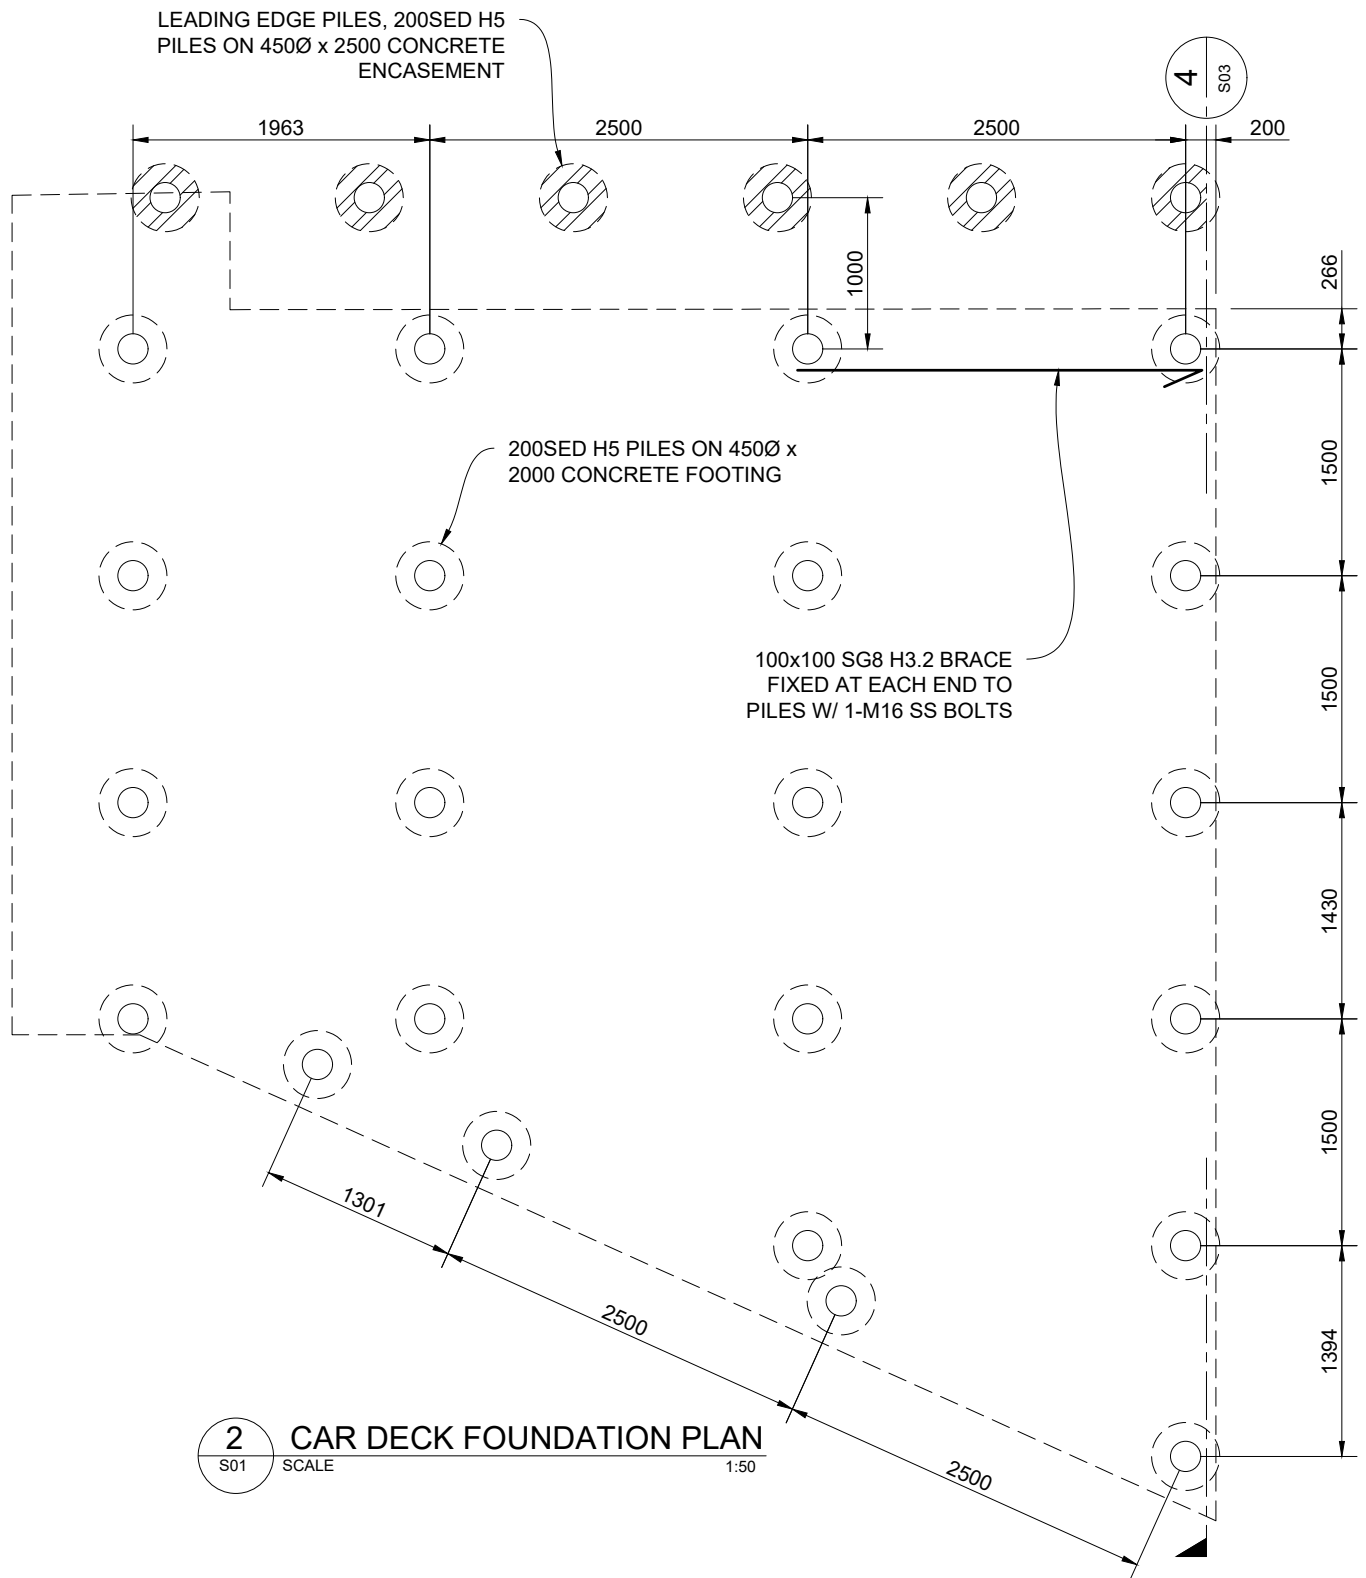 LEADING EDGE PILES, 200SED H5
PILES ON 450Ø x 2500 CONCRETE
ENCASEMENT
4
S03
1963
2500
2500
200
1000
266
200SED H5 PILES ON 450Ø x
2000 CONCRETE FOOTING
1500
100x100 SG8 H3.2 BRACE
FIXED AT EACH END TO
PILES W/ 1-M16 SS BOLTS
1500
1430
1500
1301
2500
1394
2500
2
S01
CAR DECK FOUNDATION PLAN
SCALE
1:50